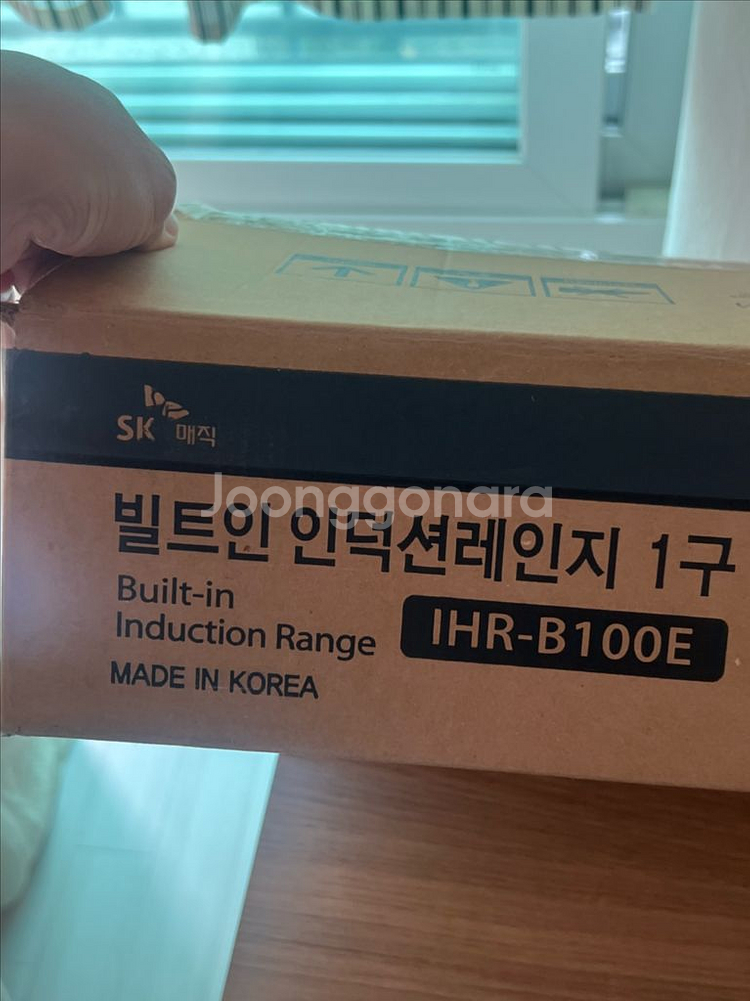 SK 매직
Joonggonara
빌트인 인덕션레인지 1구
Built-in
Induction Range
IHR-B100E
MADE IN KOREA